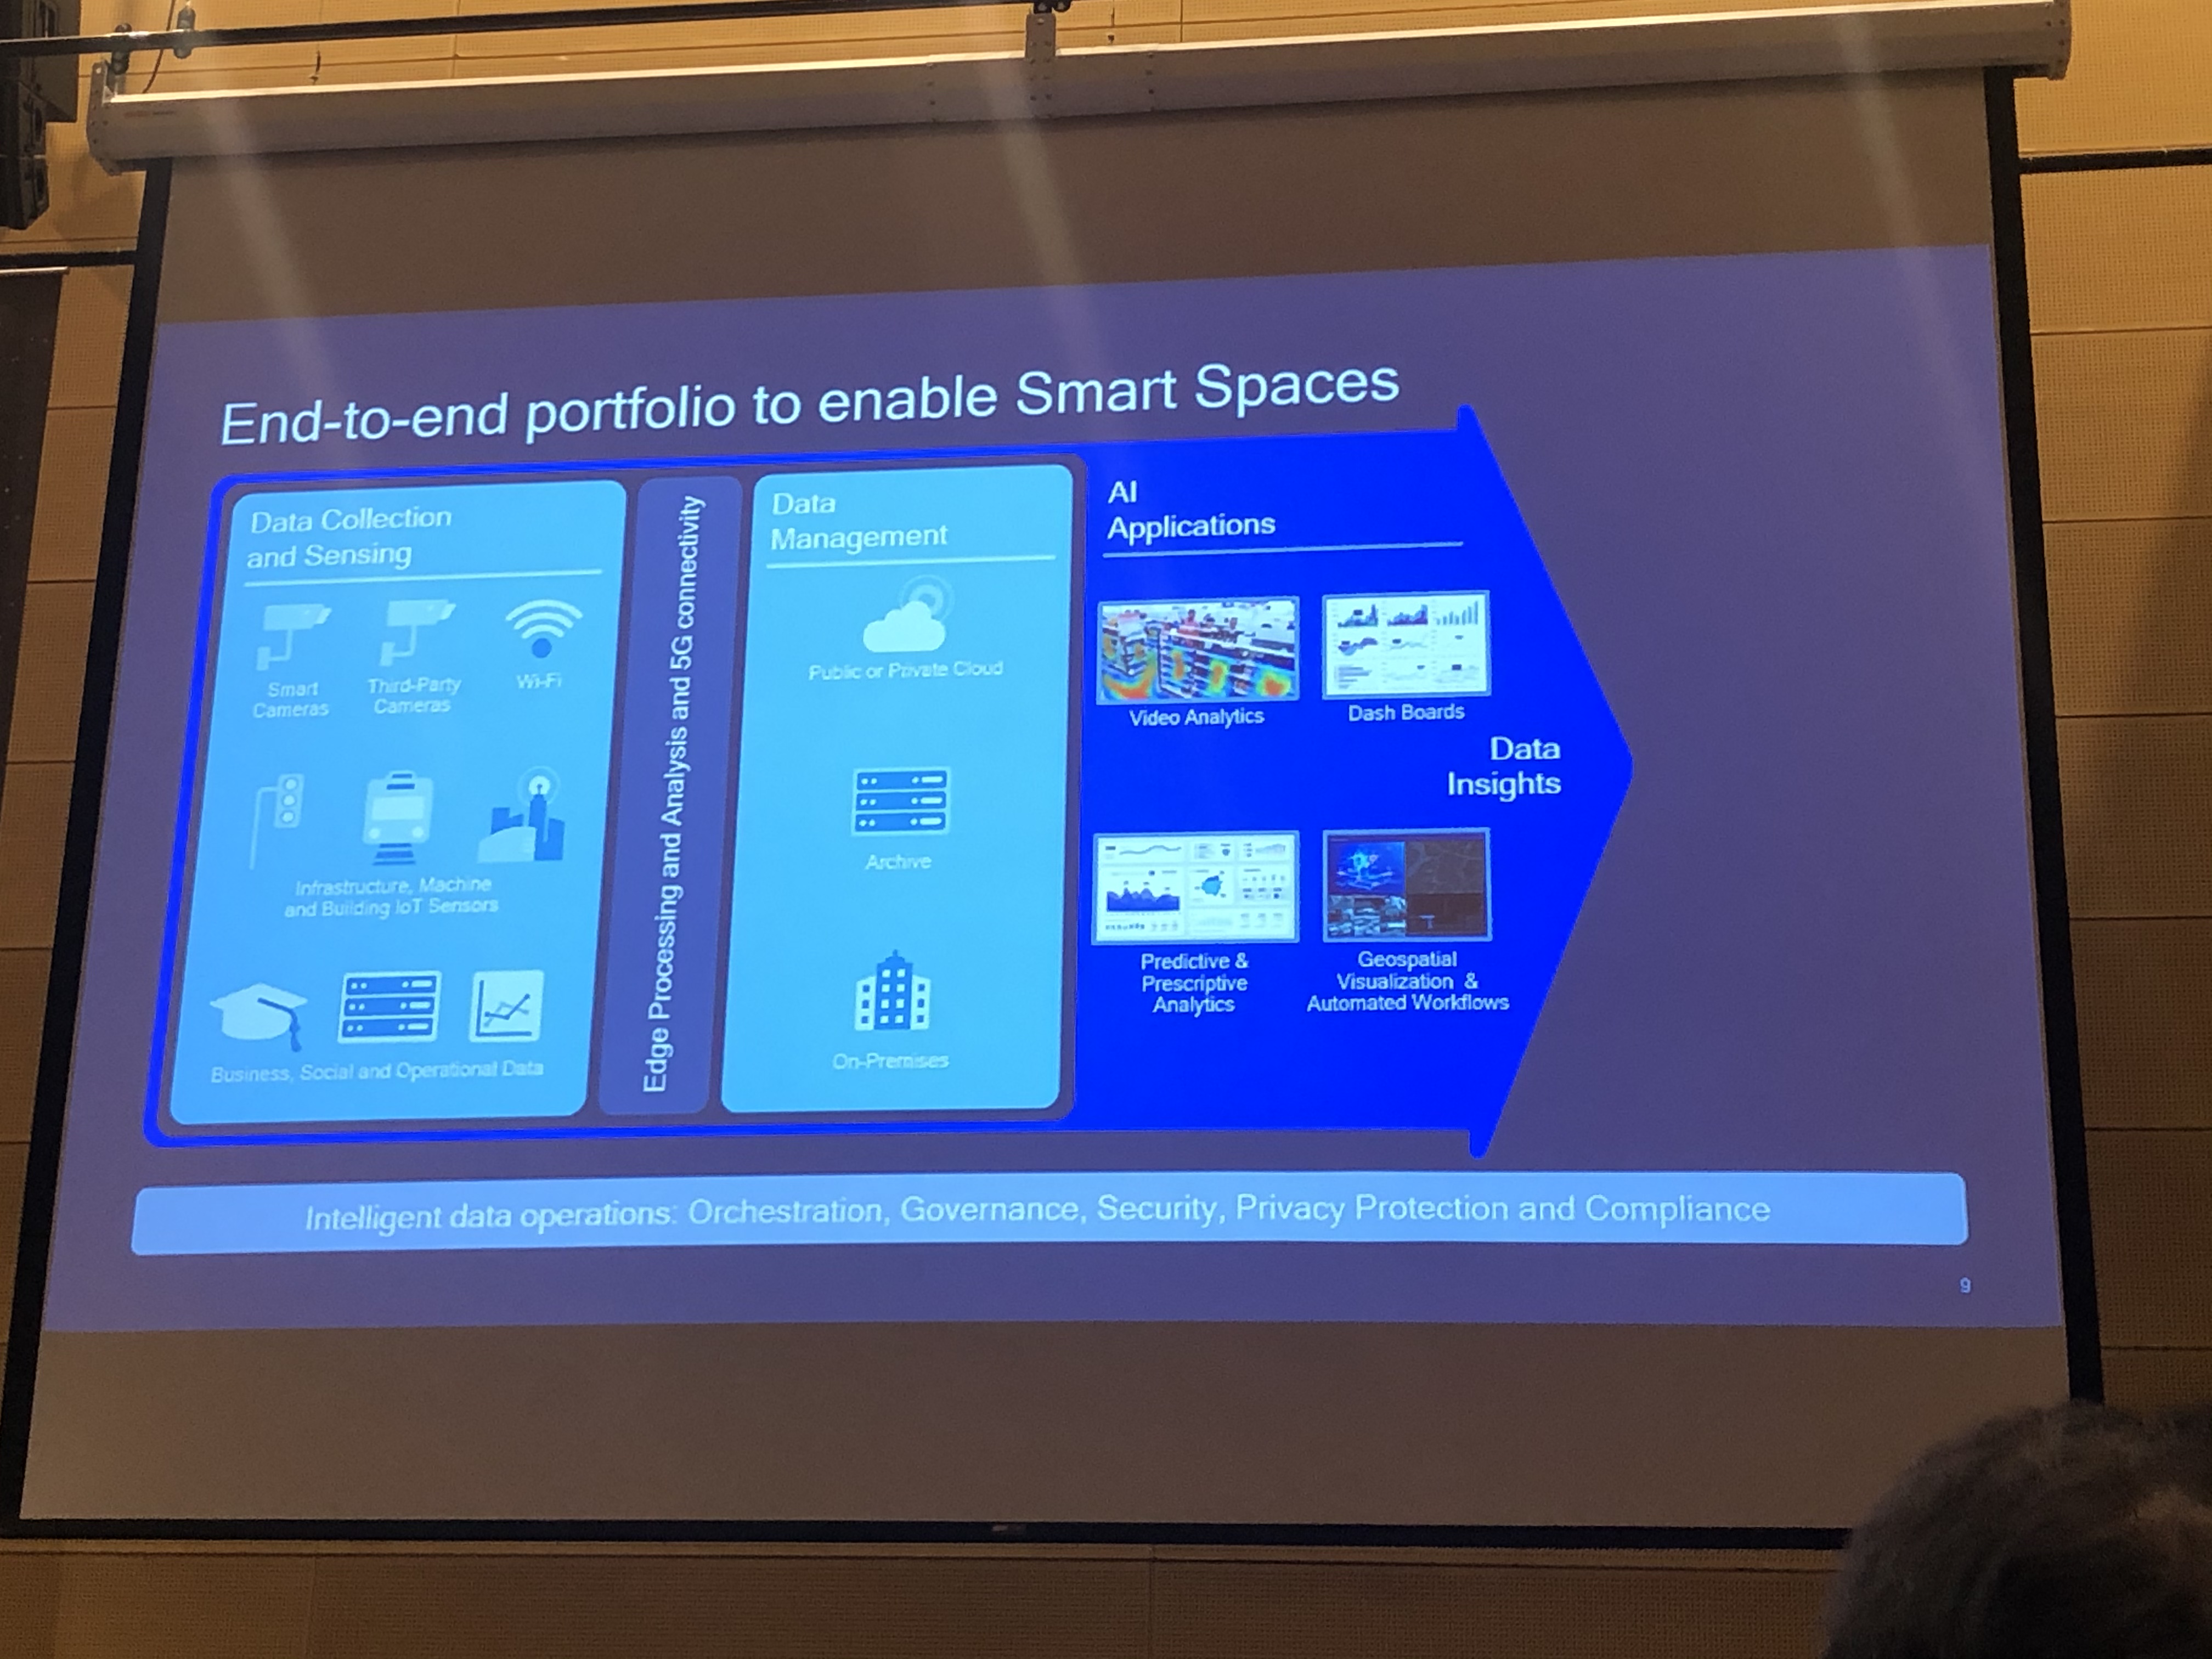 End-to-end portfolio to enable Smart Spaces
Data Collection
and Sensing
Smart
Cameras
Third-Party
Cameras
Wi-Fi
Infrastructure, Machine
and Building IoT Sensors
Business, Social and Operational Data
Edge Processing and Analysis and 5G connectivity
Data
Management
Public or Private Cloud
Archive
On-Premises
AI
Applications
Video Analytics
Dash Boards
Data
Insights
Predictive &
Prescriptive
Analytics
Geospatial
Visualization &
Automated Workflows
Intelligent data operations: Orchestration, Governance, Security, Privacy Protection and Compliance
9